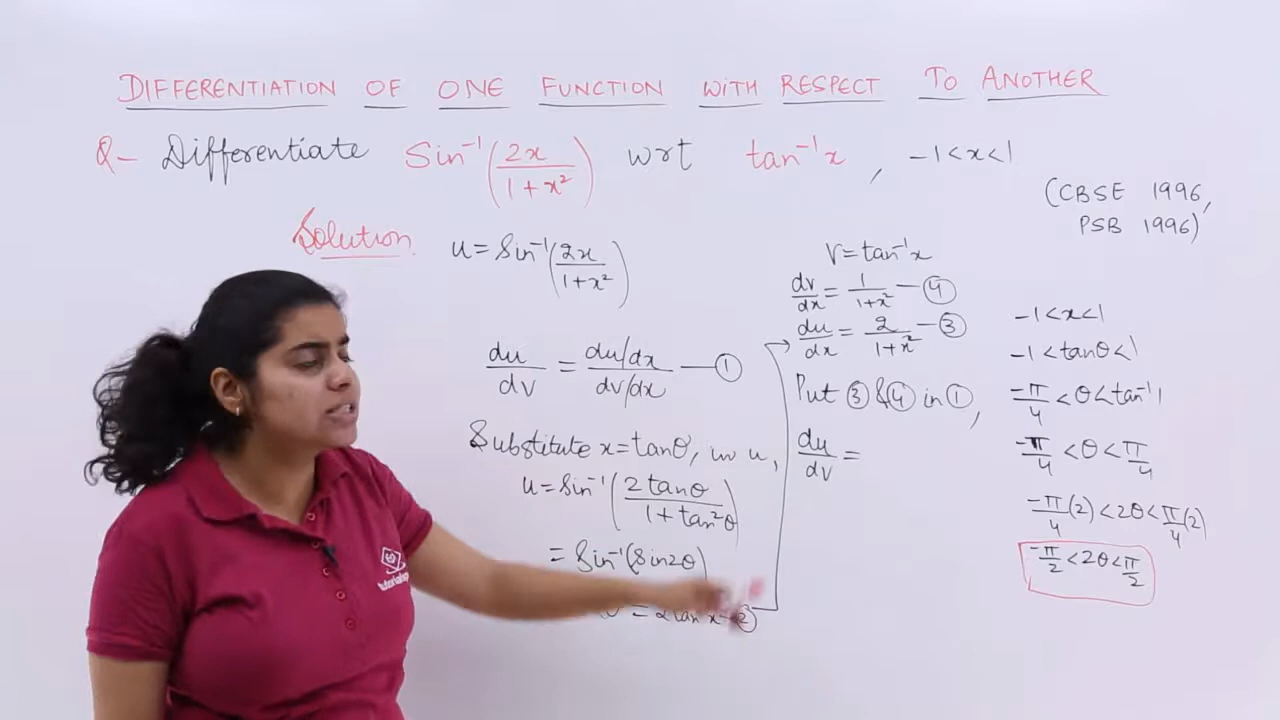 DIFFERENTIATION OF ONE FUNCTION WITH RESPECT TO ANOTHER
Q- Differentiate Sin⁻¹(2x/1+x²) wrt tan⁻¹x, -1<x<1
(CBSE 1996,
PSB 1996)
Solution
u=Sin⁻¹(2x/1+x²)
du/dv = du/dx / dv/dx —①
Substitute x=tanθ, in u,
u=Sin⁻¹(2tanθ/1+tan²θ)
= Sin⁻¹(Sin2θ)
= 2tan⁻¹x-②
V=tan⁻¹x
dv/dx = 1/1+x² —④
du/dx = 2/1+x² —③
Put ③ & ④ in ①,
du/dv =
-1<x<1
-1<tanθ<1
-π/4 <θ<tan⁻¹1
-π/4 <θ< π/4
-π/4(2)<2θ<π/4(2)
-π/2 <2θ< π/2